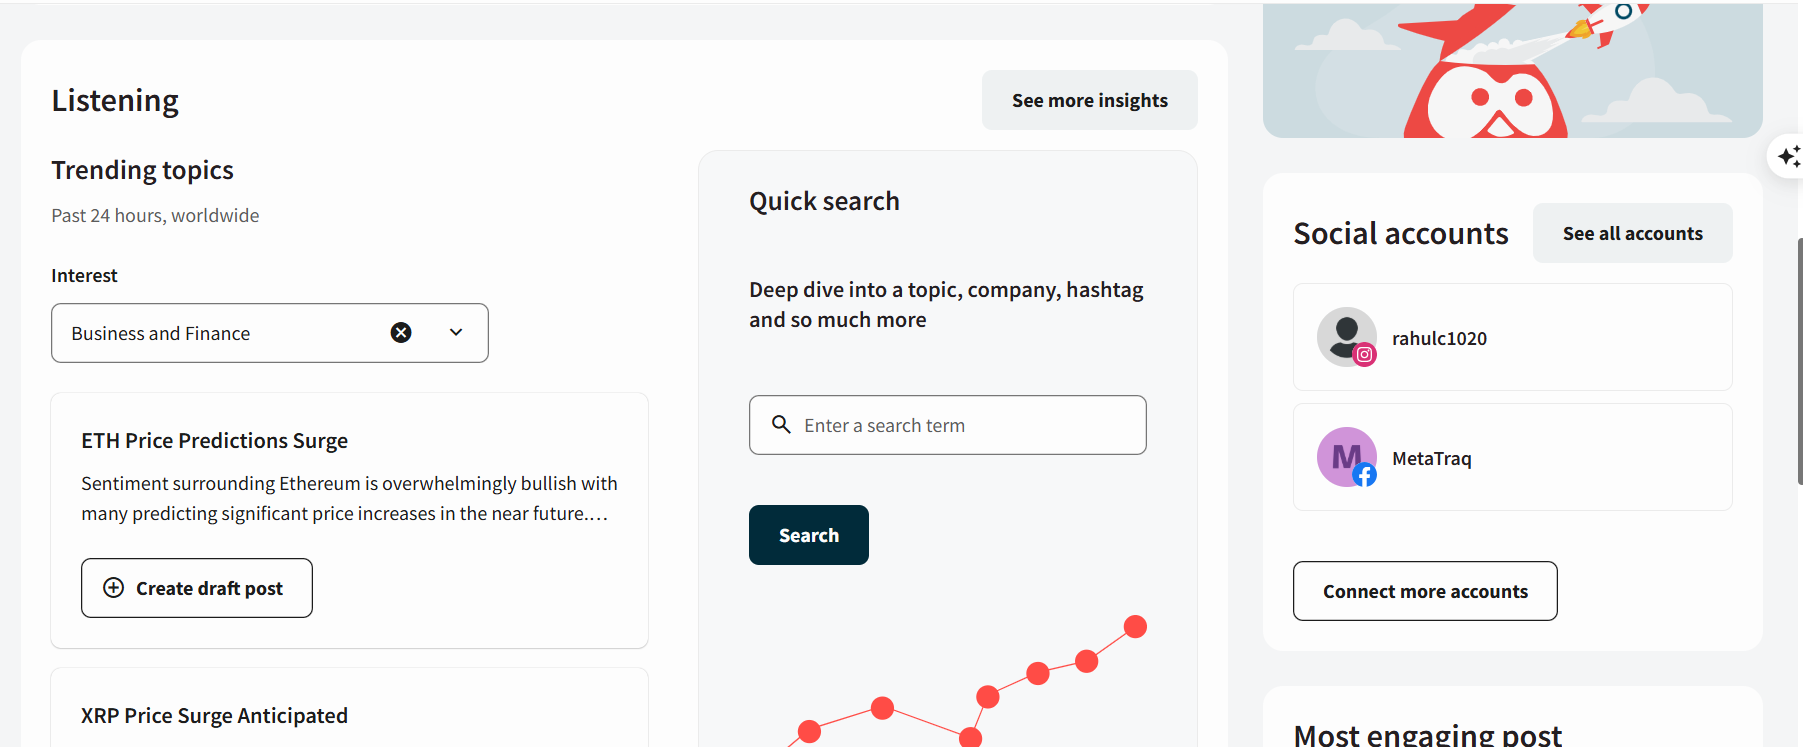 Listening
See more insights
Trending topics
Past 24 hours, worldwide
Interest
Business and Finance
ETH Price Predictions Surge
Sentiment surrounding Ethereum is overwhelmingly bullish with
many predicting significant price increases in the near future....
Create draft post
XRP Price Surge Anticipated
Quick search
Deep dive into a topic, company, hashtag
and so much more
Enter a search term
Search
Social accounts
See all accounts
rahulc1020
M
MetaTraq
Connect more accounts
Most engaging post